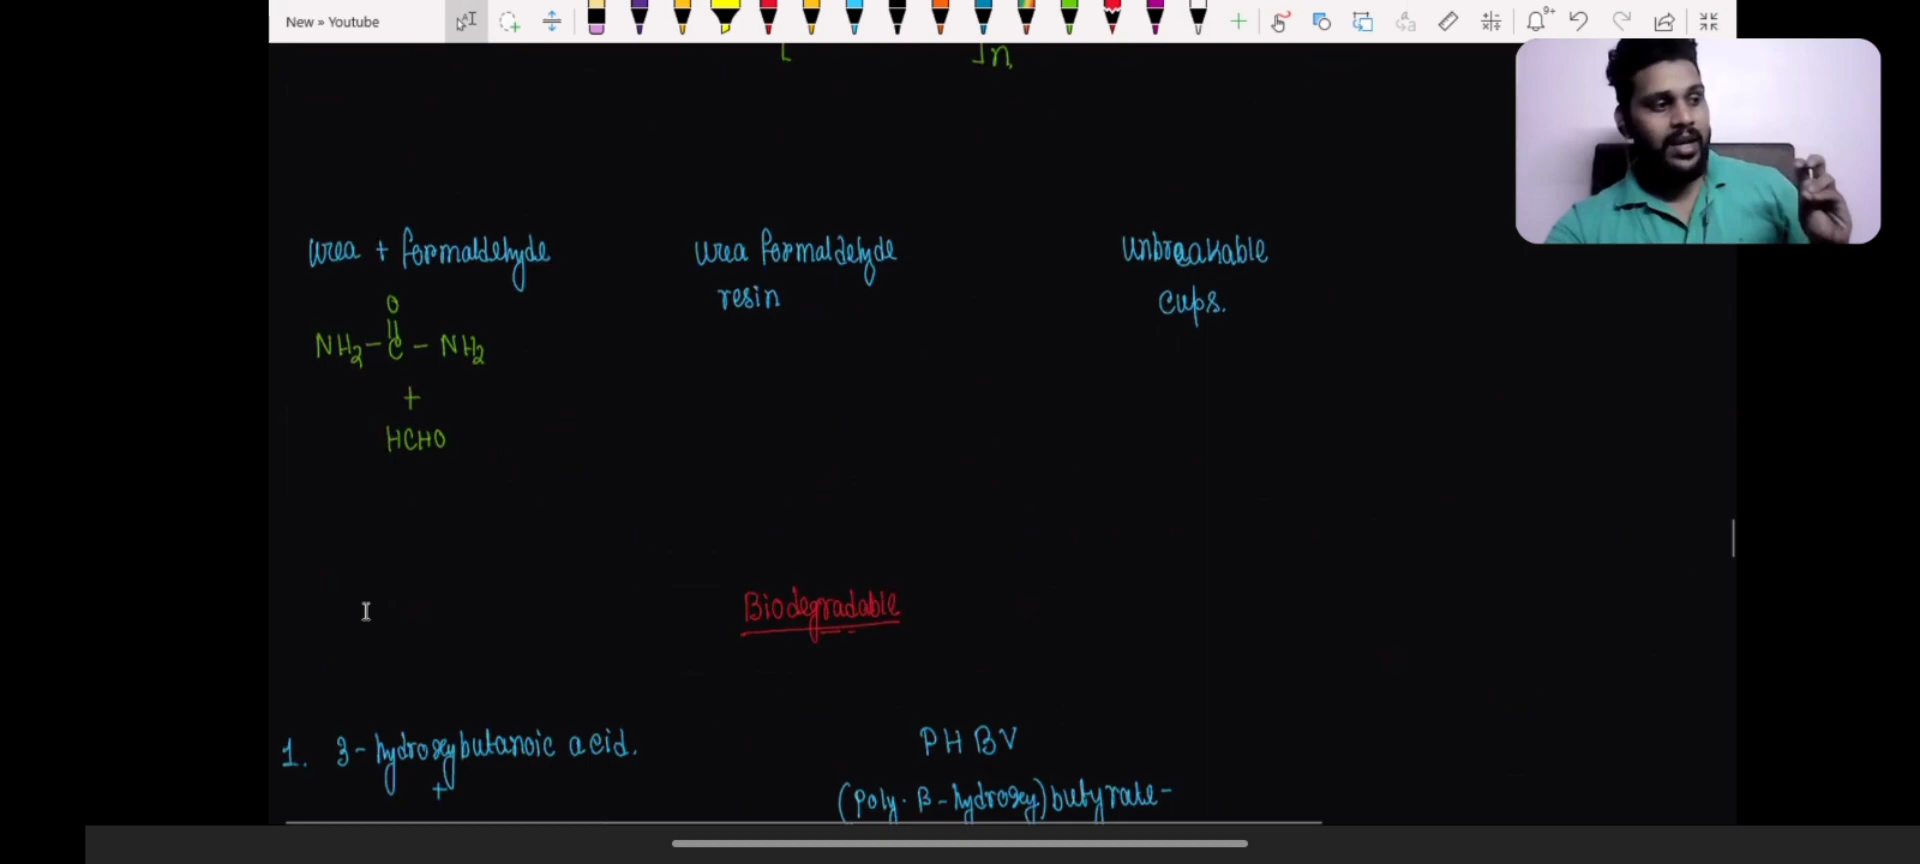 New » Youtube
9+
[ ]n
urea + formaldehyde
urea formaldehyde
resin
unbreakable
cups.
O
NH2 – C – NH2
+
HCHO
Biodegradable
1. 3-hydroxybutanoic acid.
+
PHBV
(Poly. β-hydroxy)butyrate-